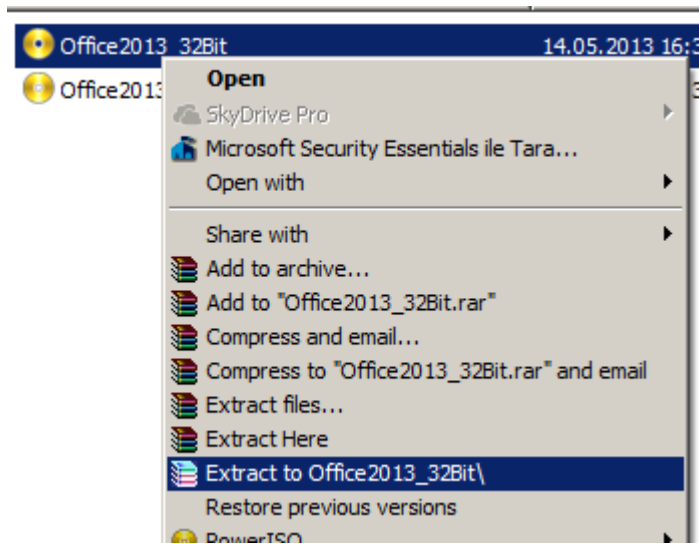 Office2013_32Bit 14.05.2013 16:3
Office2013
Open
SkyDrive Pro
Microsoft Security Essentials ile Tara...
Open with
Share with
Add to archive...
Add to "Office2013_32Bit.rar"
Compress and email...
Compress to "Office2013_32Bit.rar" and email
Extract files...
Extract Here
Extract to Office2013_32Bit\
Restore previous versions
PowerISO